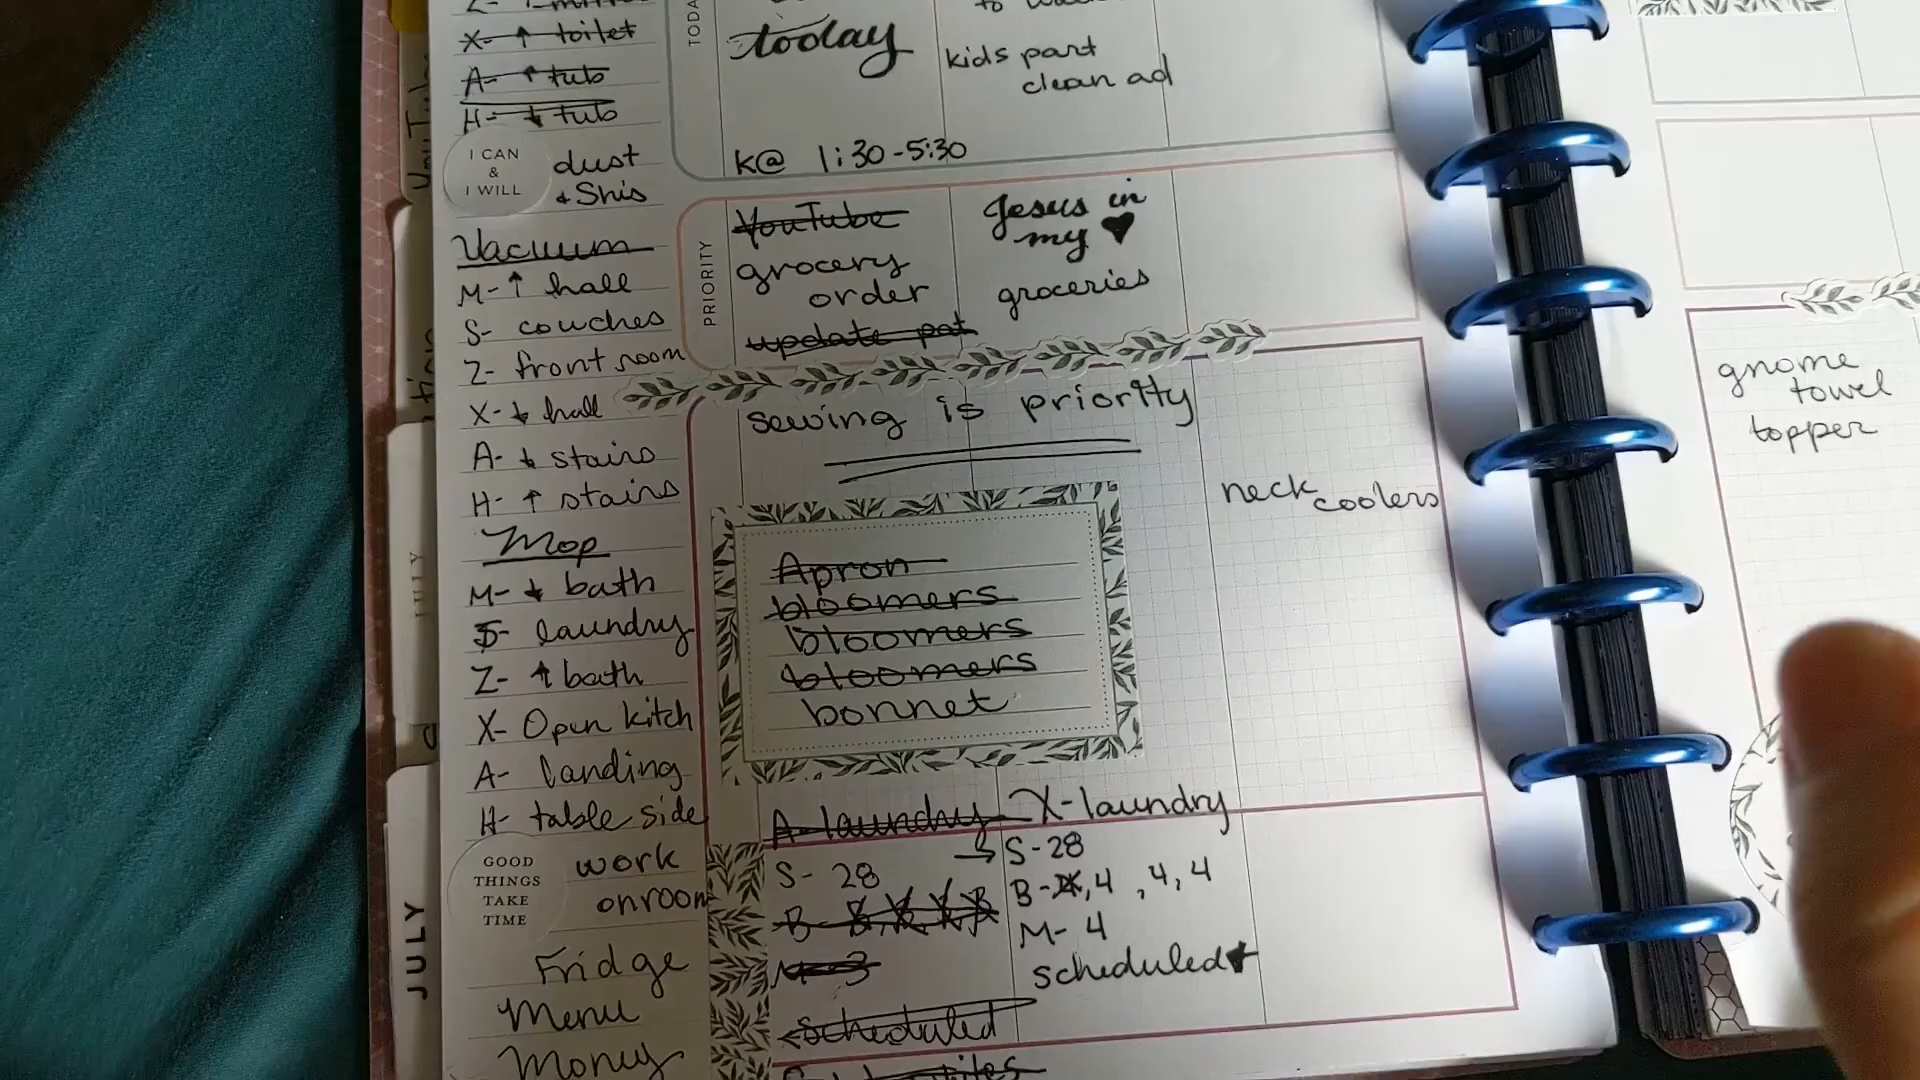 X- ↑ toilet
A- ↑ tub
H- ↓ tub
I CAN
&
I WILL
dust
+ Shis
Vacuum
M- ↑ hall
S- couches
Z- front room
X- ↓ hall
A- ↓ stairs
H- ↑ stairs
Mop
M- ↓ bath
S- laundry
Z- ↑ bath
X- Open kitch
A- landing
H- table side
GOOD
THINGS
TAKE
TIME
work
on room
Fridge
Menu
Money
JULY
JULY
today
kids part
clean ad
K@ 1:30-5:30
PRIORITY
YouTube
grocery
order
update pat
Jesus in
my ♥
groceries
sewing is priority
neck coolers
Apron
bloomers
bloomers
bloomers
bonnet
A-laundry
X-laundry
S- 28
M-3
scheduled
→ S-28
B- 4, 4, 4
M- 4
scheduled
gnome
towel
topper